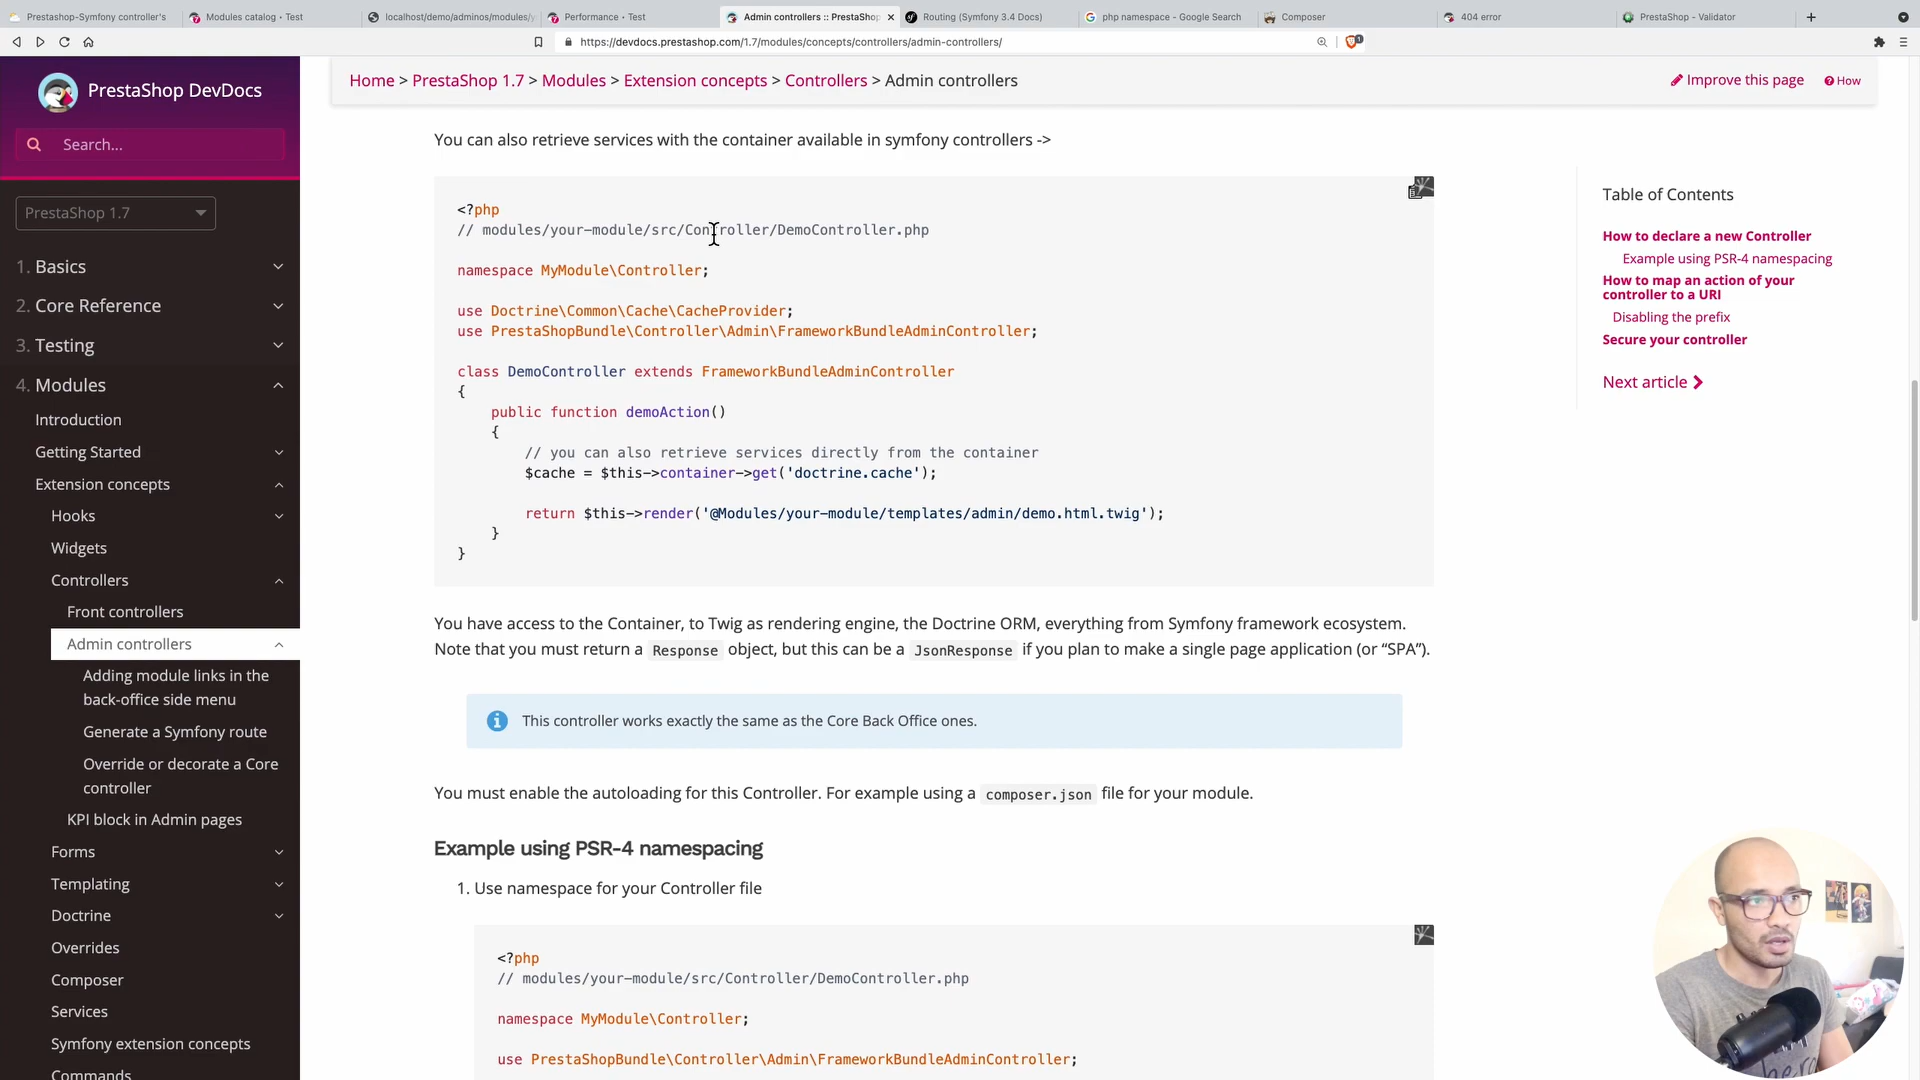 Prestashop-Symfony controller's
Modules catalog • Test
localhost/demo/adminos/modules/y
Performance • Test
Admin controllers :: PrestaShop
Routing (Symfony 3.4 Docs)
php namespace - Google Search
Composer
404 error
PrestaShop - Validator
https://devdocs.prestashop.com/1.7/modules/concepts/controllers/admin-controllers/
1
PrestaShop DevDocs
Search...
PrestaShop 1.7
1. Basics
2. Core Reference
3. Testing
4. Modules
Introduction
Getting Started
Extension concepts
Hooks
Widgets
Controllers
Front controllers
Admin controllers
Adding module links in the
back-office side menu
Generate a Symfony route
Override or decorate a Core
controller
KPI block in Admin pages
Forms
Templating
Doctrine
Overrides
Composer
Services
Symfony extension concepts
Commands
Home > PrestaShop 1.7 > Modules > Extension concepts > Controllers > Admin controllers
Improve this page
How
You can also retrieve services with the container available in symfony controllers ->
<?php
// modules/your-module/src/Controller/DemoController.php
namespace MyModule\Controller;
use Doctrine\Common\Cache\CacheProvider;
use PrestaShopBundle\Controller\Admin\FrameworkBundleAdminController;
class DemoController extends FrameworkBundleAdminController
{
public function demoAction()
{
// you can also retrieve services directly from the container
$cache = $this->container->get('doctrine.cache');
return $this->render('@Modules/your-module/templates/admin/demo.html.twig');
}
}
You have access to the Container, to Twig as rendering engine, the Doctrine ORM, everything from Symfony framework ecosystem.
Note that you must return a Response object, but this can be a JsonResponse if you plan to make a single page application (or “SPA”).
This controller works exactly the same as the Core Back Office ones.
You must enable the autoloading for this Controller. For example using a composer.json file for your module.
Example using PSR-4 namespacing
1. Use namespace for your Controller file
<?php
// modules/your-module/src/Controller/DemoController.php
namespace MyModule\Controller;
use PrestaShopBundle\Controller\Admin\FrameworkBundleAdminController;
Table of Contents
How to declare a new Controller
Example using PSR-4 namespacing
How to map an action of your
controller to a URI
Disabling the prefix
Secure your controller
Next article